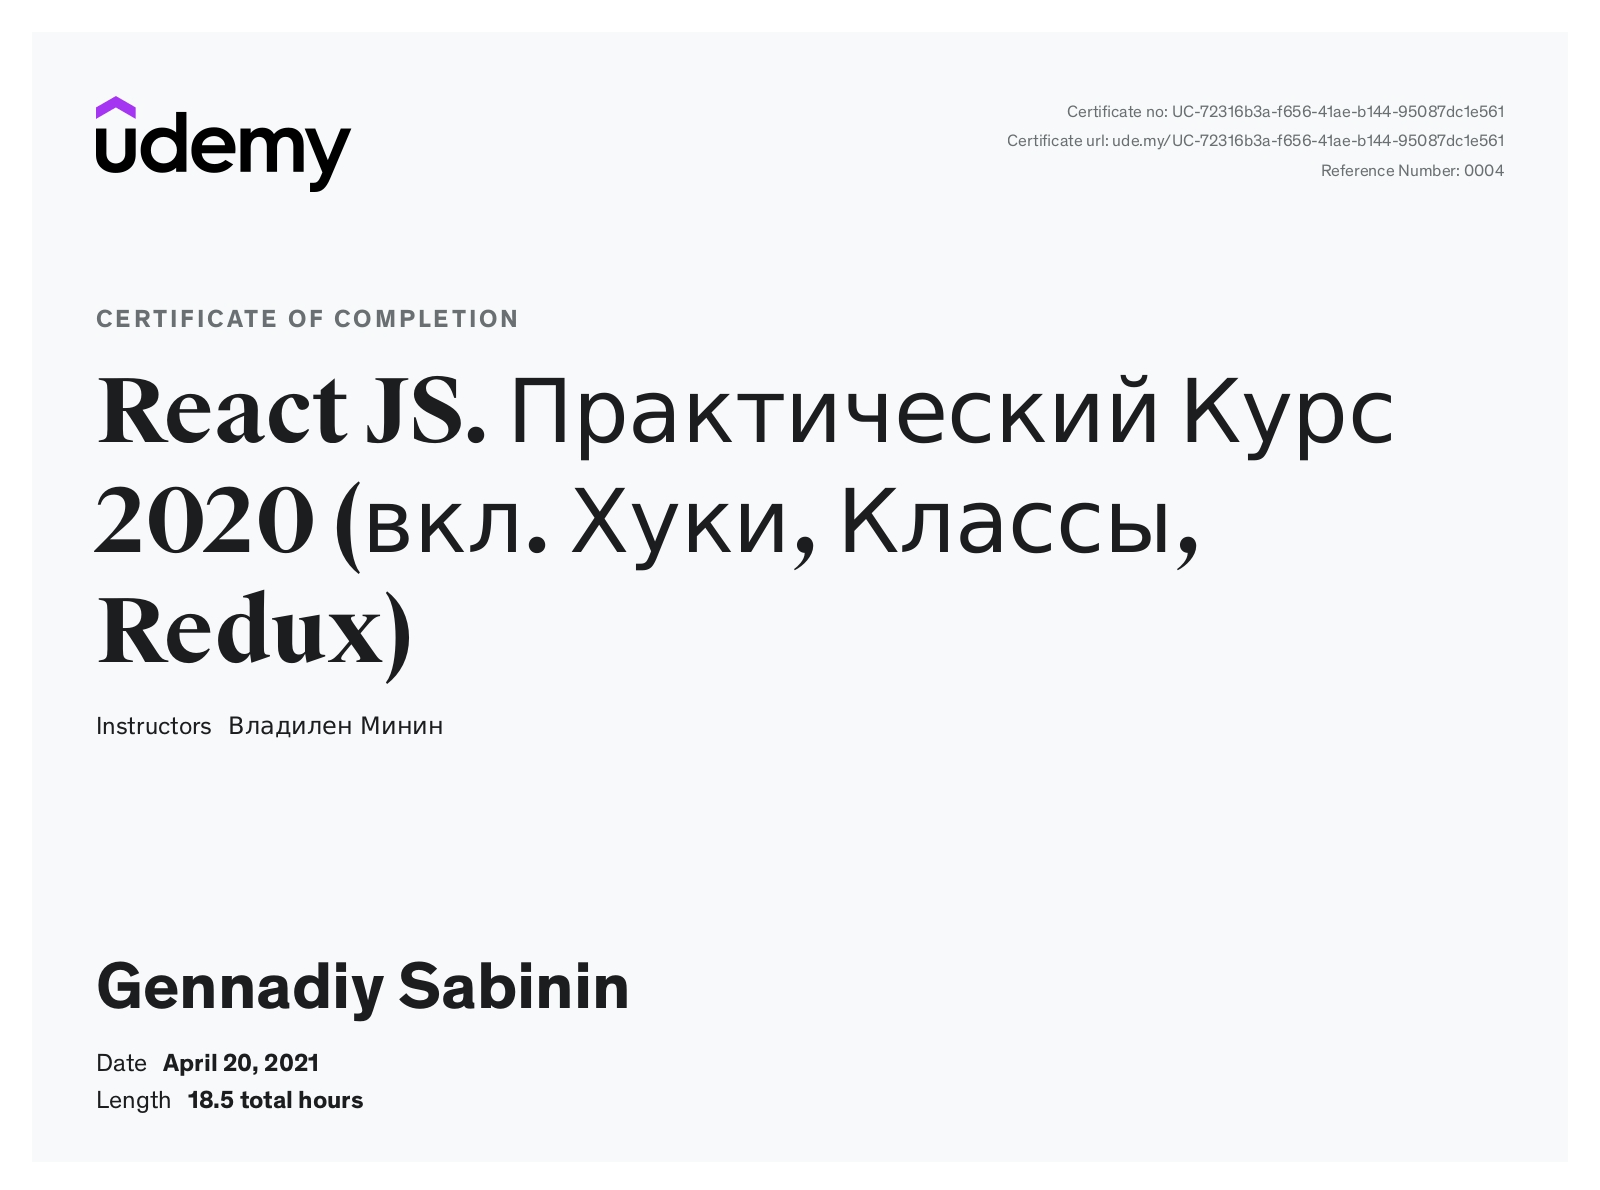 udemy
Certificate no: UC-72316b3a-f656-41ae-b144-95087dc1e561
Certificate url: ude.my/UC-72316b3a-f656-41ae-b144-95087dc1e561
Reference Number: 0004
CERTIFICATE OF COMPLETION
React JS. Практический Курс
2020 (вкл. Хуки, Классы,
Redux)
Instructors Владилен Минин
Gennadiy Sabinin
Date April 20, 2021
Length 18.5 total hours